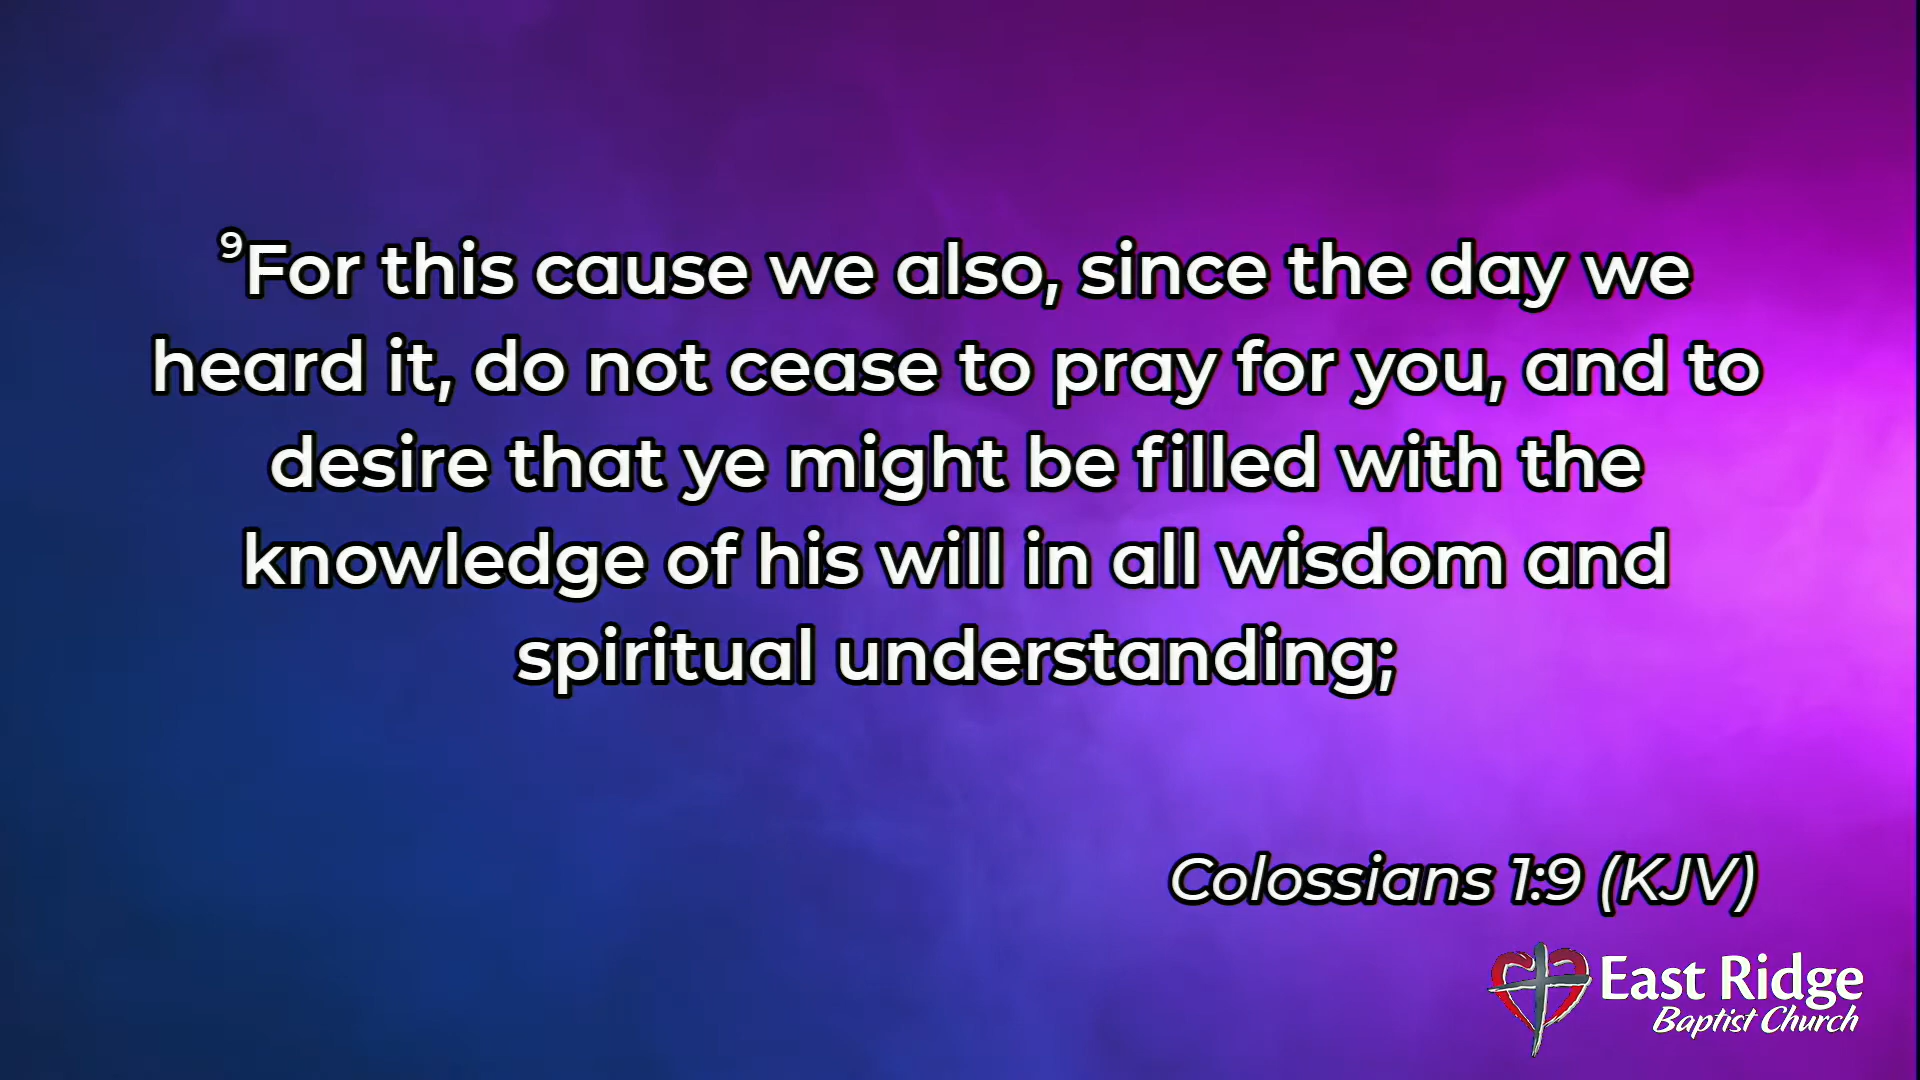 ⁹For this cause we also, since the day we
heard it, do not cease to pray for you, and to
desire that ye might be filled with the
knowledge of his will in all wisdom and
spiritual understanding;
Colossians 1:9 (KJV)
East Ridge
Baptist Church